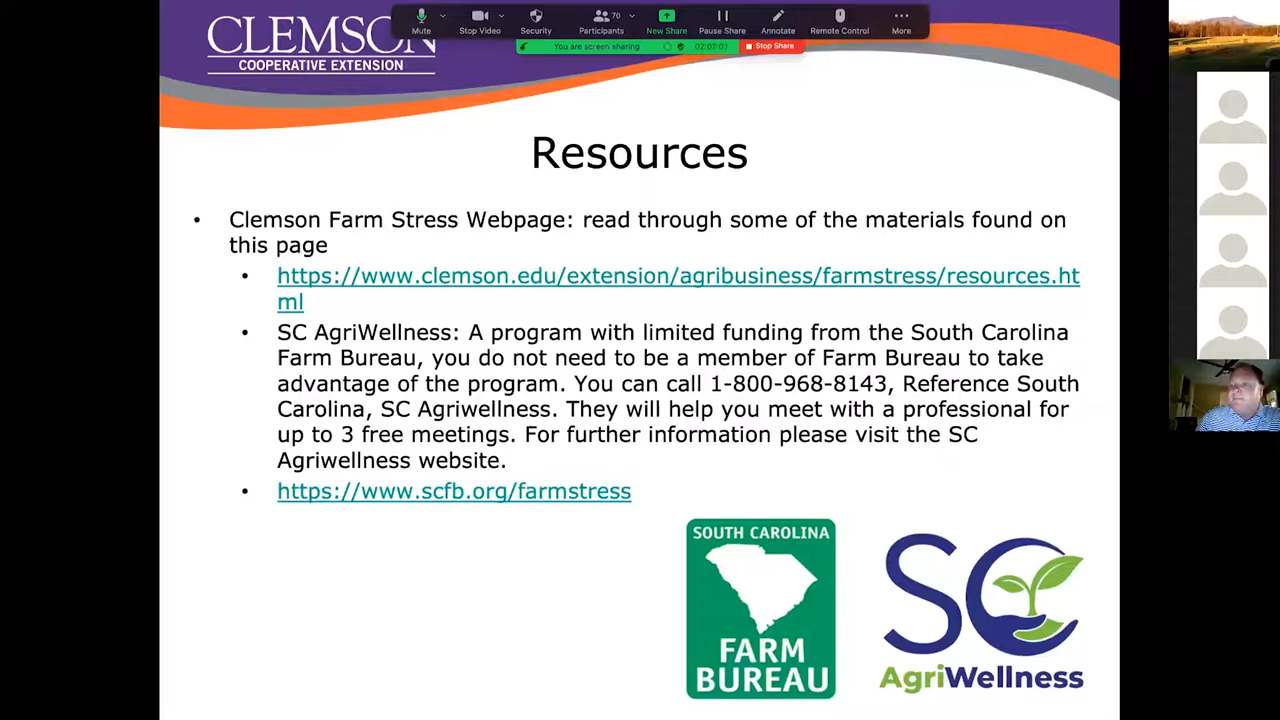 Mute
Stop Video
Security
70
Participants
New Share
Pause Share
Annotate
Remote Control
More
You are screen sharing
02:07:03
Stop Share
CLEMSON
COOPERATIVE EXTENSION
Resources
• Clemson Farm Stress Webpage: read through some of the materials found on
this page
• https://www.clemson.edu/extension/agribusiness/farmstress/resources.ht
ml
• SC AgriWellness: A program with limited funding from the South Carolina
Farm Bureau, you do not need to be a member of Farm Bureau to take
advantage of the program. You can call 1-800-968-8143, Reference South
Carolina, SC Agriwellness. They will help you meet with a professional for
up to 3 free meetings. For further information please visit the SC
Agriwellness website.
• https://www.scfb.org/farmstress
SOUTH CAROLINA
FARM
BUREAU
SC
AgriWellness